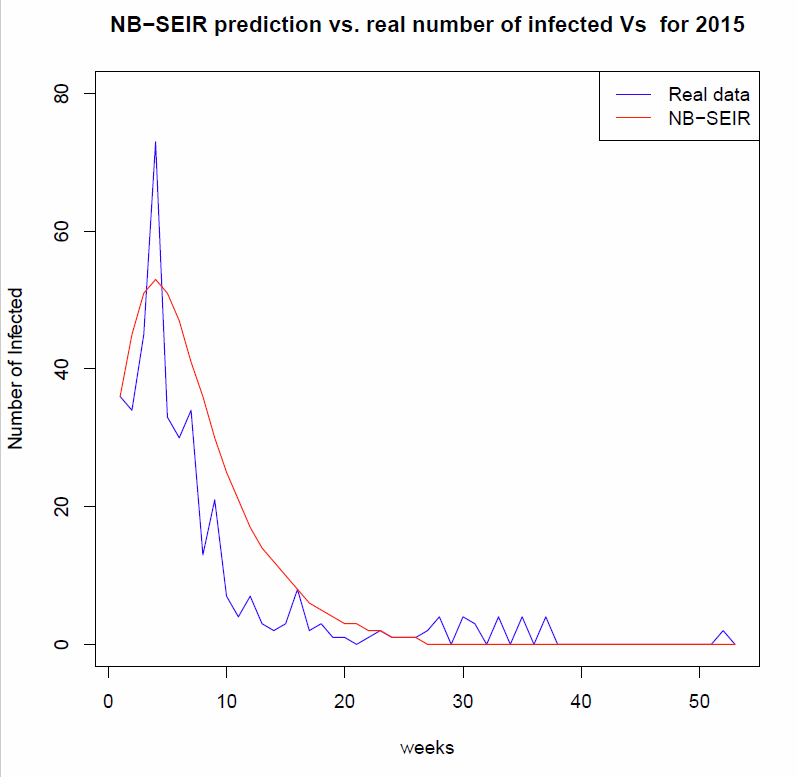 NB−SEIR prediction vs. real number of infected Vs  for 2015
Real data
NB−SEIR
Number of Infected
80
60
40
20
0
0 10 20 30 40 50
weeks